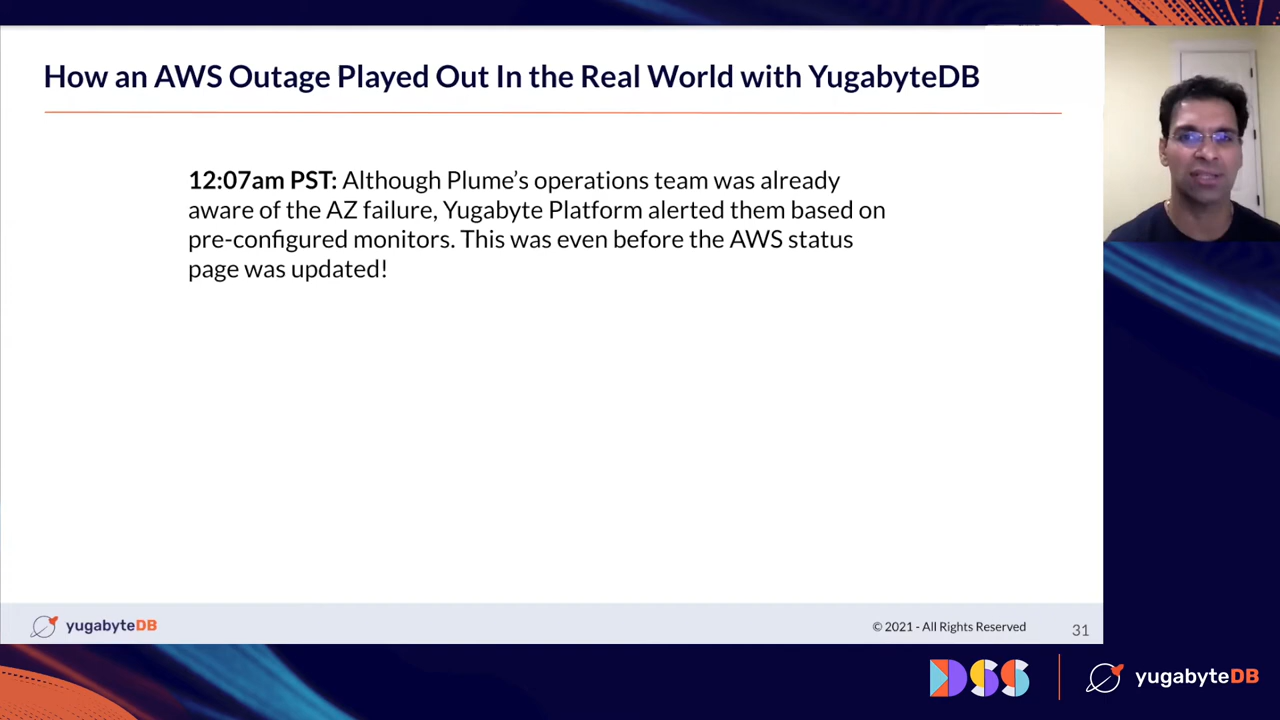 How an AWS Outage Played Out In the Real World with YugabyteDB
12:07am PST: Although Plume’s operations team was already
aware of the AZ failure, Yugabyte Platform alerted them based on
pre-configured monitors. This was even before the AWS status
page was updated!
yugabyteDB
© 2021 - All Rights Reserved
31
DSS
yugabyteDB